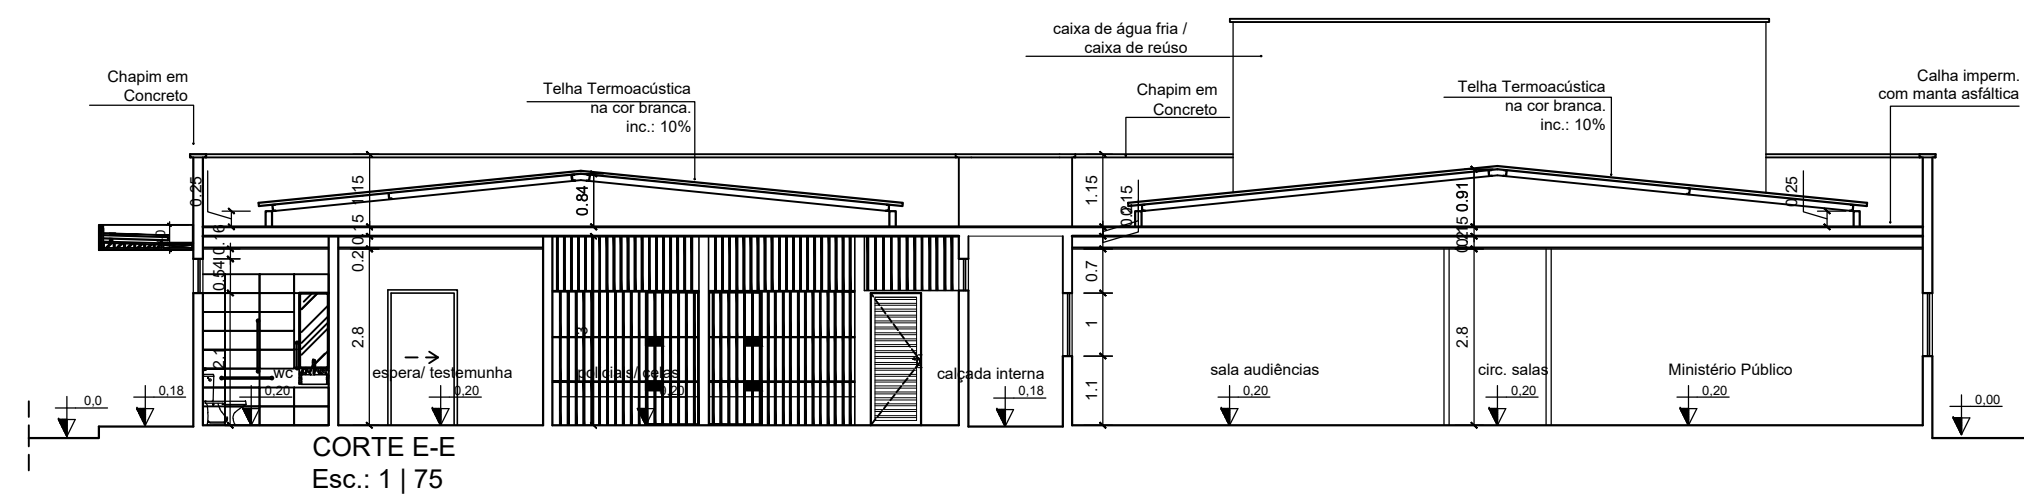 caixa de água fria /
caixa de reúso
Chapim em
Concreto
Telha Termoacústica
na cor branca.
inc.: 10%
Chapim em
Concreto
Telha Termoacústica
na cor branca.
inc.: 10%
Calha imperm.
com manta asfáltica
0.25
1.15
0.84
1.15
0.91
0.25
0.15
0.16
0.2
0.54
0.7
2.8
1
2.8
2.1
1.1
wc
espera/ testemunha
policiais/ celas
calçada interna
sala audiências
circ. salas
Ministério Público
0,0
0,18
0,20
0,20
0,20
0,18
0,20
0,20
0,20
0,00
CORTE E-E
Esc.: 1 | 75